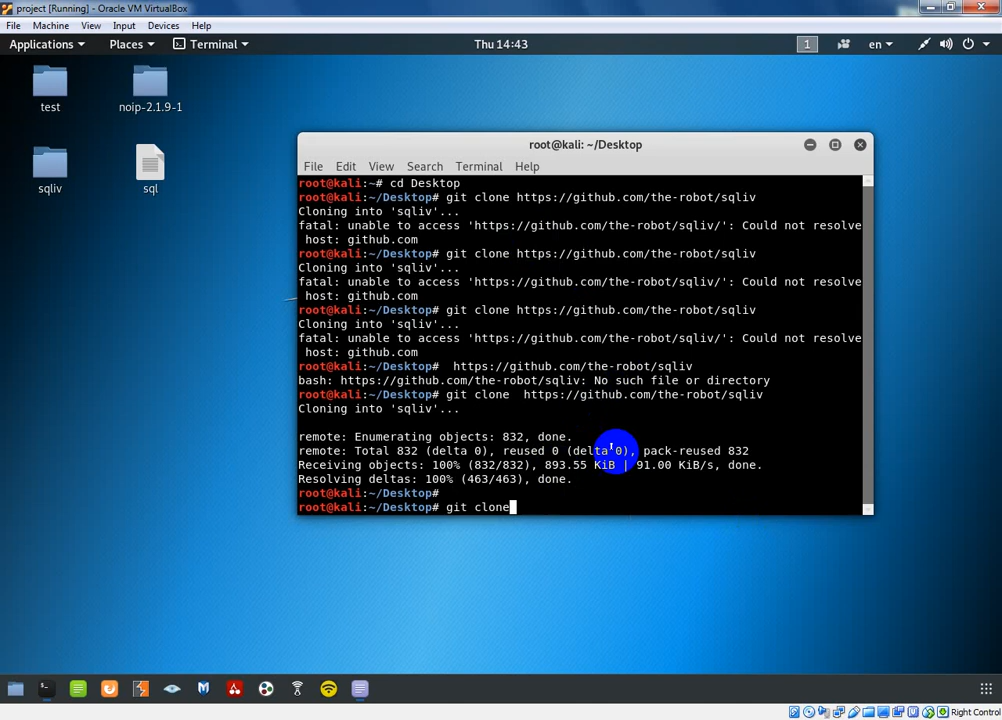 project [Running] - Oracle VM VirtualBox
File Machine View Input Devices Help
Applications Places Terminal Thu 14:43 1 en
test noip-2.1.9-1
sqliv sql
root@kali: ~/Desktop
File Edit View Search Terminal Help
root@kali:~# cd Desktop
root@kali:~/Desktop# git clone https://github.com/the-robot/sqliv
Cloning into 'sqliv'...
fatal: unable to access 'https://github.com/the-robot/sqliv/': Could not resolve
host: github.com
root@kali:~/Desktop# git clone https://github.com/the-robot/sqliv
Cloning into 'sqliv'...
fatal: unable to access 'https://github.com/the-robot/sqliv/': Could not resolve
host: github.com
root@kali:~/Desktop# git clone https://github.com/the-robot/sqliv
Cloning into 'sqliv'...
fatal: unable to access 'https://github.com/the-robot/sqliv/': Could not resolve
host: github.com
root@kali:~/Desktop#  https://github.com/the-robot/sqliv
bash: https://github.com/the-robot/sqliv: No such file or directory
root@kali:~/Desktop# git clone  https://github.com/the-robot/sqliv
Cloning into 'sqliv'...
remote: Enumerating objects: 832, done.
remote: Total 832 (delta 0), reused 0 (delta 0), pack-reused 832
Receiving objects: 100% (832/832), 893.55 KiB | 91.00 KiB/s, done.
Resolving deltas: 100% (463/463), done.
root@kali:~/Desktop#
root@kali:~/Desktop# git clone
Right Control